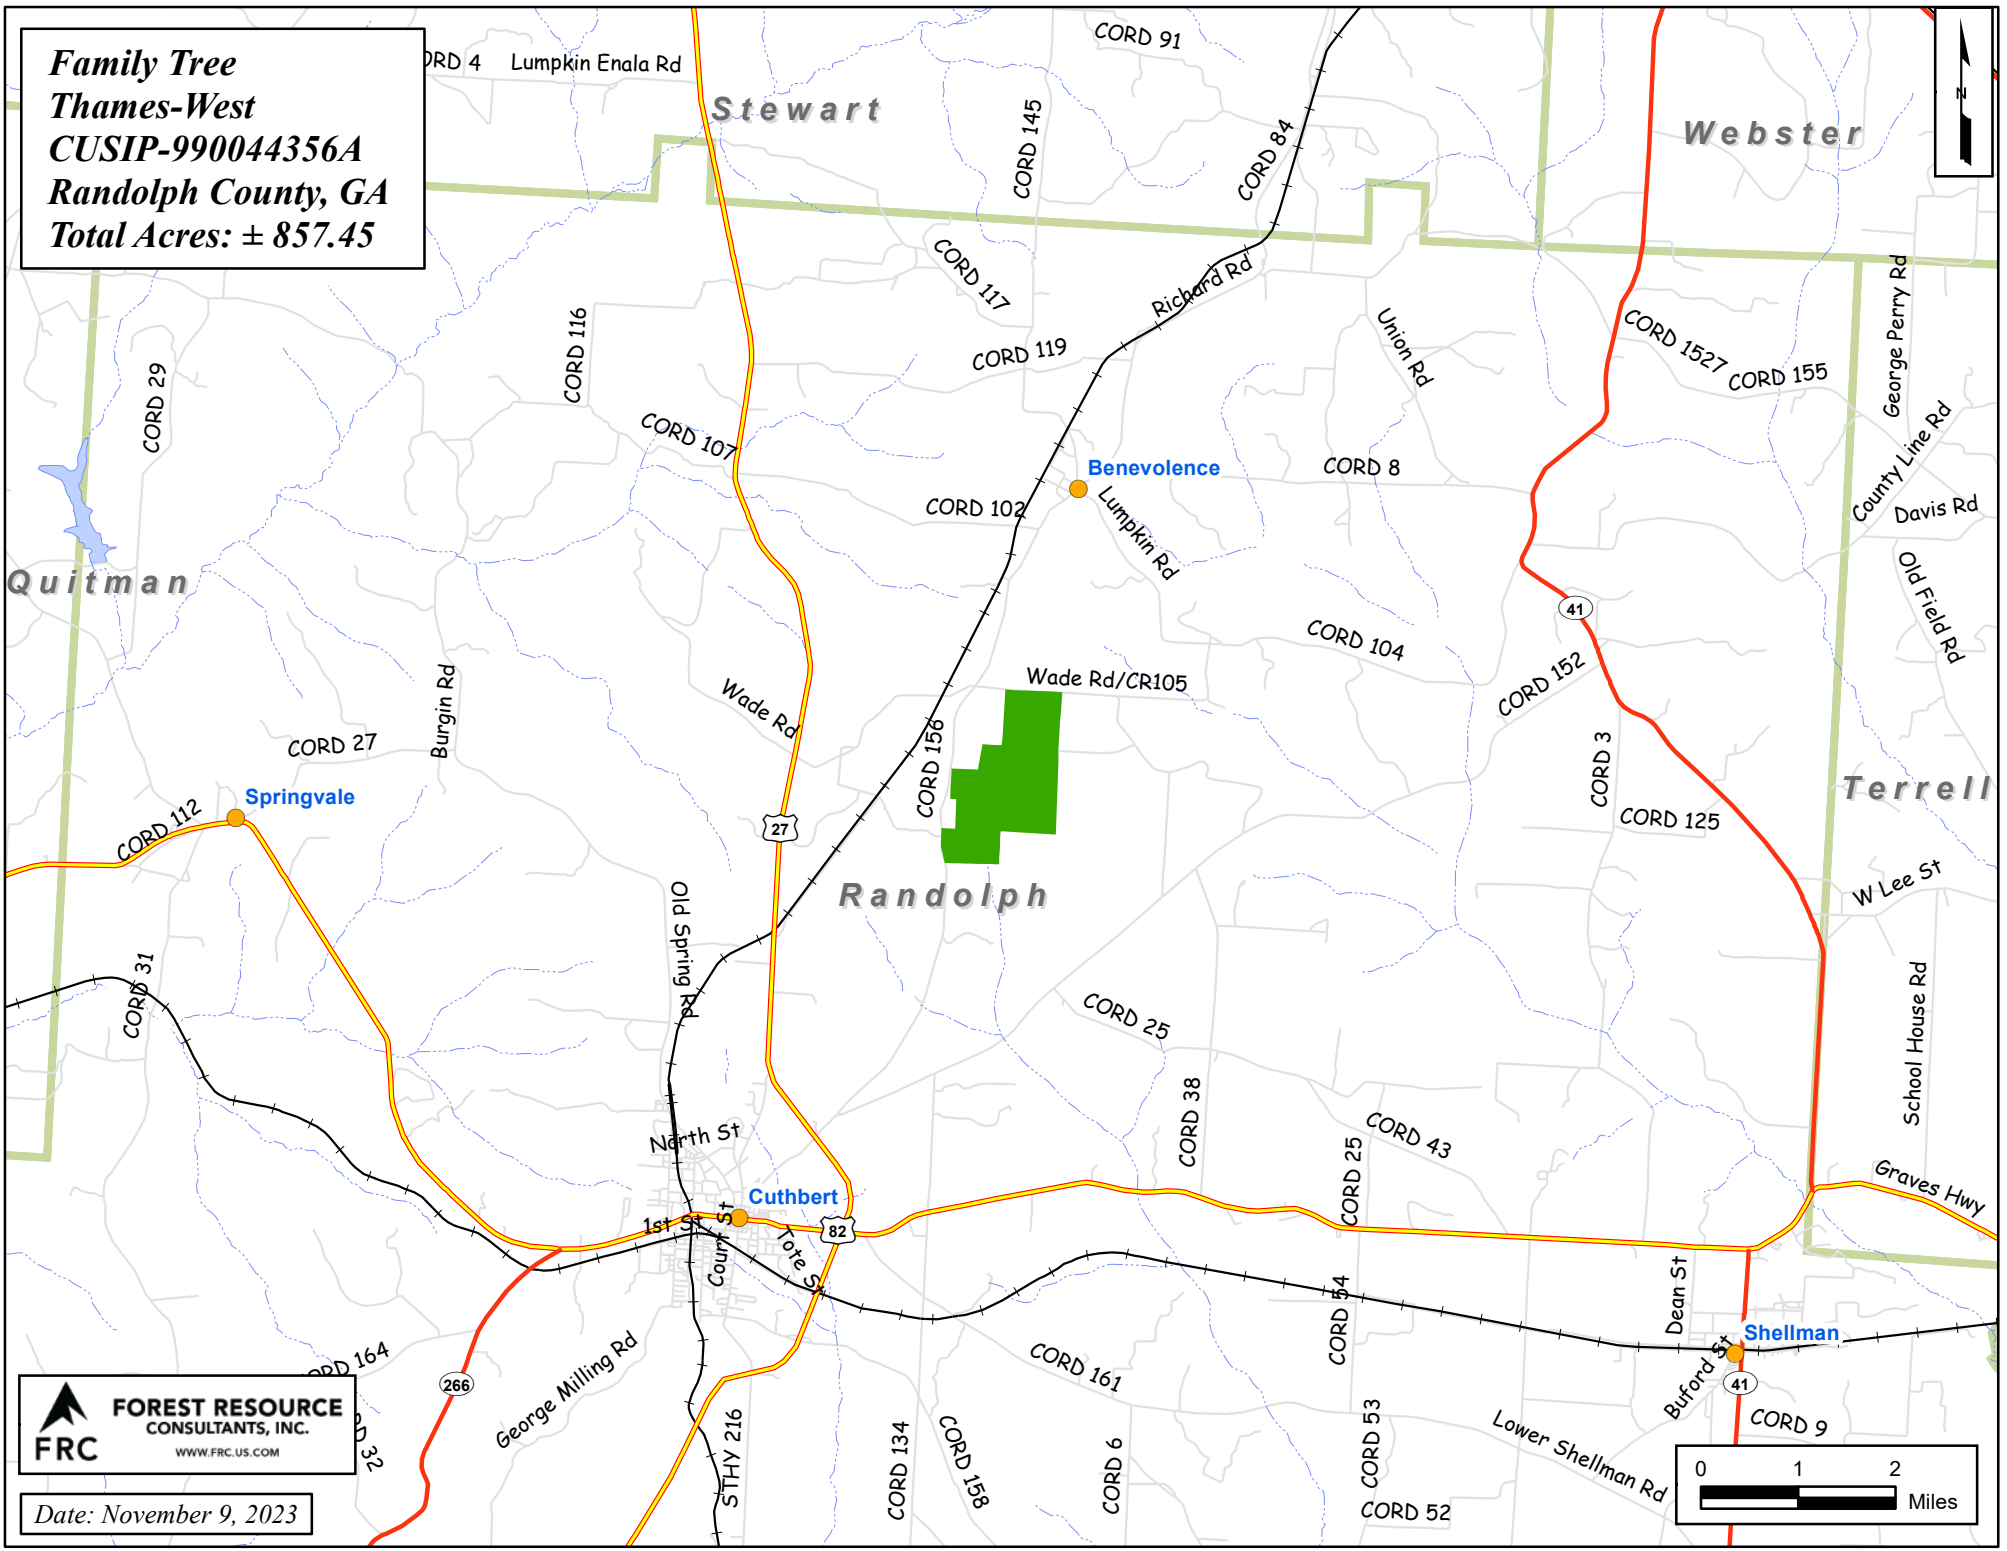 Family Tree
Thames-West
CUSIP-990044356A
Randolph County, GA
Total Acres: ± 857.45
ORD 4
Lumpkin Enala Rd
CORD 91
Stewart
Webster
N
CORD 145
CORD 84
CORD 117
Richard Rd
George Perry Rd
CORD 116
CORD 119
Union Rd
CORD 1527
CORD 155
CORD 29
CORD 107
Benevolence
CORD 8
County Line Rd
CORD 102
Lumpkin Rd
Davis Rd
Quitman
Old Field Rd
41
CORD 104
CORD 152
Wade Rd/CR105
Burgin Rd
Wade Rd
CORD 27
CORD 156
CORD 3
Terrell
Springvale
CORD 112
27
CORD 125
Randolph
W Lee St
Old Spring Rd
CORD 31
CORD 25
School House Rd
CORD 38
North St
CORD 43
CORD 25
Graves Hwy
Cuthbert
1st St
Court St
Tote St
82
CORD 54
Dean St
Shellman
George Milling Rd
CORD 161
Buford St
41
ORD 164
266
FRC
FOREST RESOURCE
CONSULTANTS, INC.
WWW.FRC.US.COM
RD 32
STHY 216
CORD 134
CORD 158
CORD 6
CORD 53
CORD 52
Lower Shellman Rd
CORD 9
0 1 2
Miles
Date: November 9, 2023